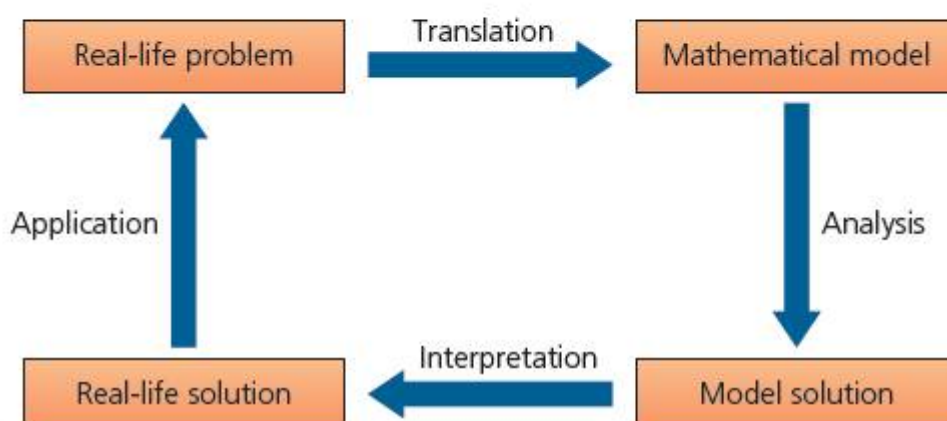 Real-life problem
Translation
Mathematical model
Application
Analysis
Real-life solution
Interpretation
Model solution